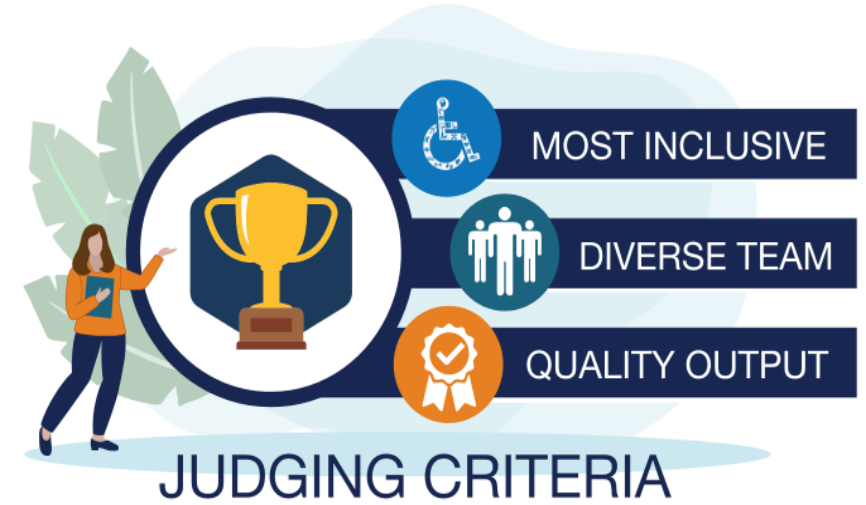 MOST INCLUSIVE
DIVERSE TEAM
QUALITY OUTPUT
JUDGING CRITERIA